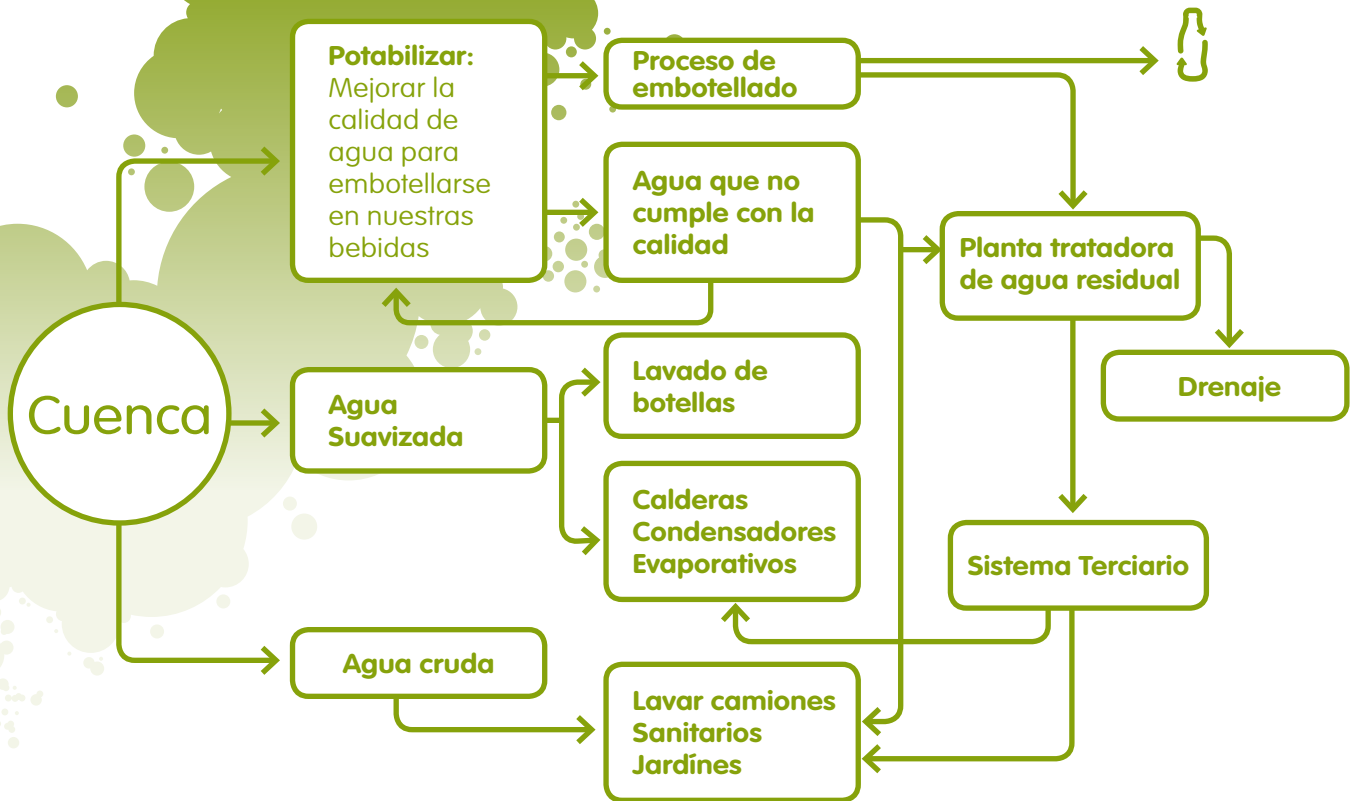 Potabilizar:
Mejorar la
calidad de
agua para
embotellarse
en nuestras
bebidas
Proceso de
embotellado
Agua que no
cumple con la
calidad
Planta tratadora
de agua residual
Drenaje
Cuenca
Agua
Suavizada
Lavado de
botellas
Calderas
Condensadores
Evaporativos
Sistema Terciario
Agua cruda
Lavar camiones
Sanitarios
Jardínes